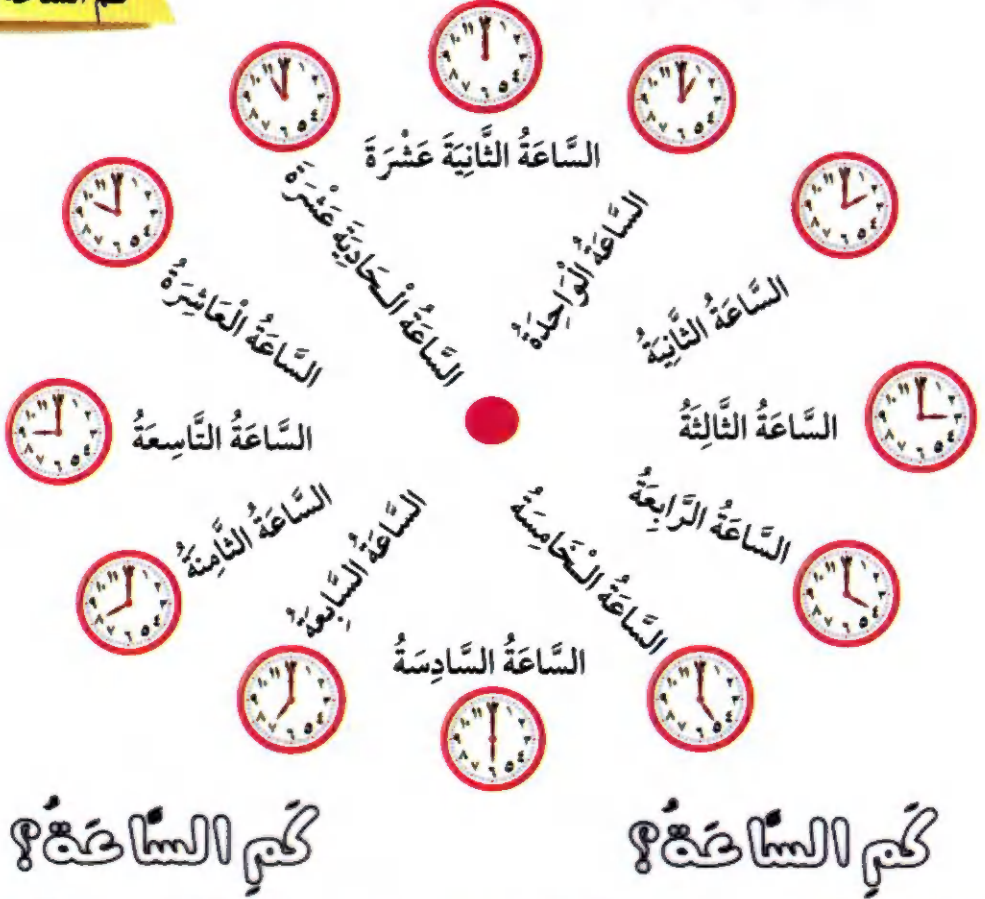 كم الساعة
السَّاعَةُ الثَّانِيَةَ عَشْرَةَ
السَّاعَةُ الْوَاحِدَةُ
السَّاعَةُ الثَّانِيَةُ
السَّاعَةُ الثَّالِثَةُ
السَّاعَةُ الرَّابِعَةُ
السَّاعَةُ الْخَامِسَةُ
السَّاعَةُ السَّادِسَةُ
السَّاعَةُ السَّابِعَةُ
السَّاعَةُ الثَّامِنَةُ
السَّاعَةُ التَّاسِعَةُ
السَّاعَةُ الْعَاشِرَةُ
السَّاعَةُ الْحَادِيَةَ عَشْرَةَ
كَمِ السَّاعَةُ؟
كَمِ السَّاعَةُ؟